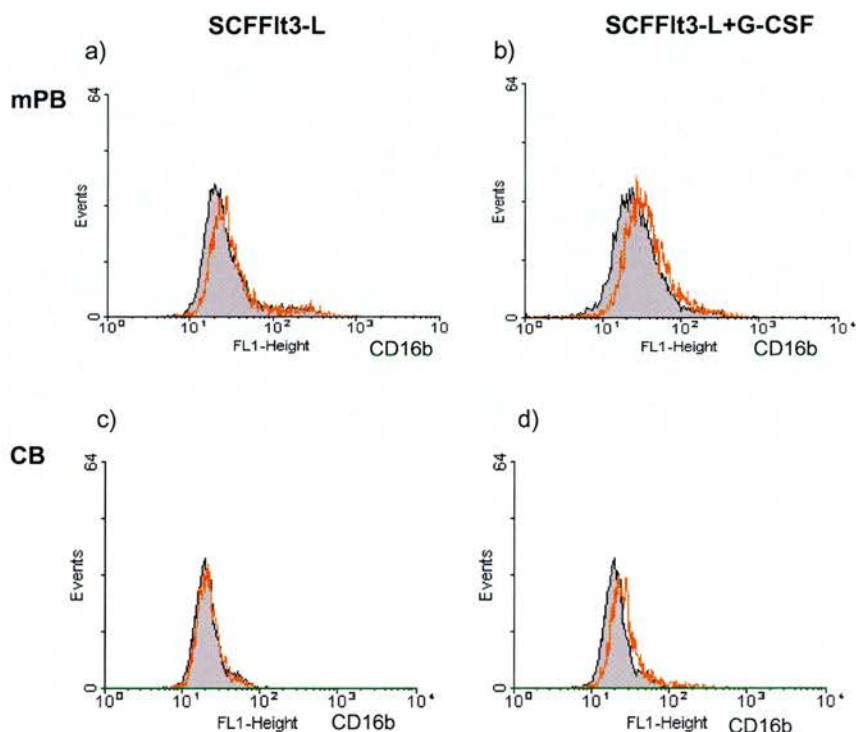 SCFFlt3-L SCFFlt3-L+G-CSF
a) b)
mPB
64 64
Events Events
0 0
10⁰ 10¹ 10² 10³ 10 10⁰ 10¹ 10² 10³ 10⁴
FL1-Height CD16b FL1-Height CD16b
c) d)
CB
64 64
Events Events
0 0
10⁰ 10¹ 10² 10³ 10⁴ 10⁰ 10¹ 10² 10³ 10⁴
FL1-Height CD16b FL1-Height CD16b